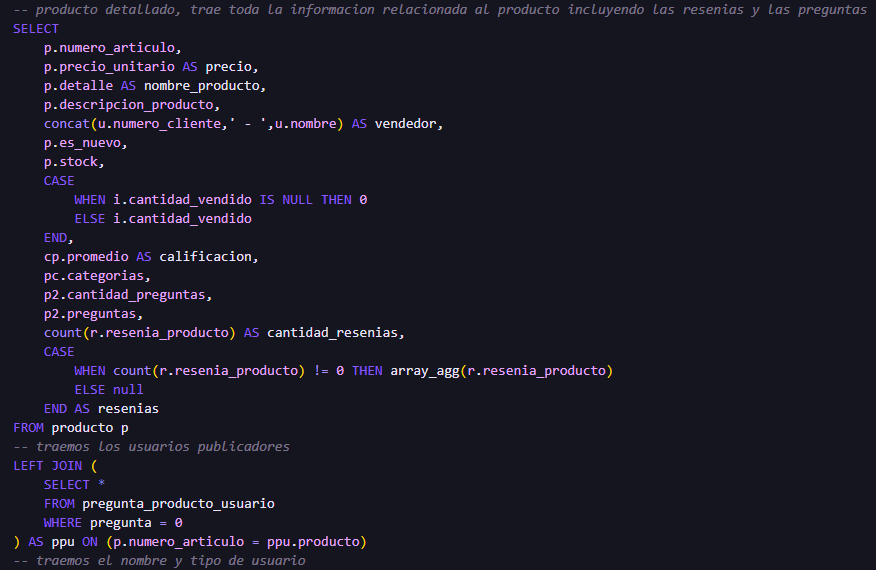 -- producto detallado, trae toda la informacion relacionada al producto incluyendo las resenias y las preguntas
SELECT
    p.numero_articulo,
    p.precio_unitario AS precio,
    p.detalle AS nombre_producto,
    p.descripcion_producto,
    concat(u.numero_cliente,' - ',u.nombre) AS vendedor,
    p.es_nuevo,
    p.stock,
    CASE
        WHEN i.cantidad_vendido IS NULL THEN 0
        ELSE i.cantidad_vendido
    END,
    cp.promedio AS calificacion,
    pc.categorias,
    p2.cantidad_preguntas,
    p2.preguntas,
    count(r.resenia_producto) AS cantidad_resenias,
    CASE
        WHEN count(r.resenia_producto) != 0 THEN array_agg(r.resenia_producto)
        ELSE null
    END AS resenias
FROM producto p
-- traemos los usuarios publicadores
LEFT JOIN (
    SELECT *
    FROM pregunta_producto_usuario
    WHERE pregunta = 0
) AS ppu ON (p.numero_articulo = ppu.producto)
-- traemos el nombre y tipo de usuario